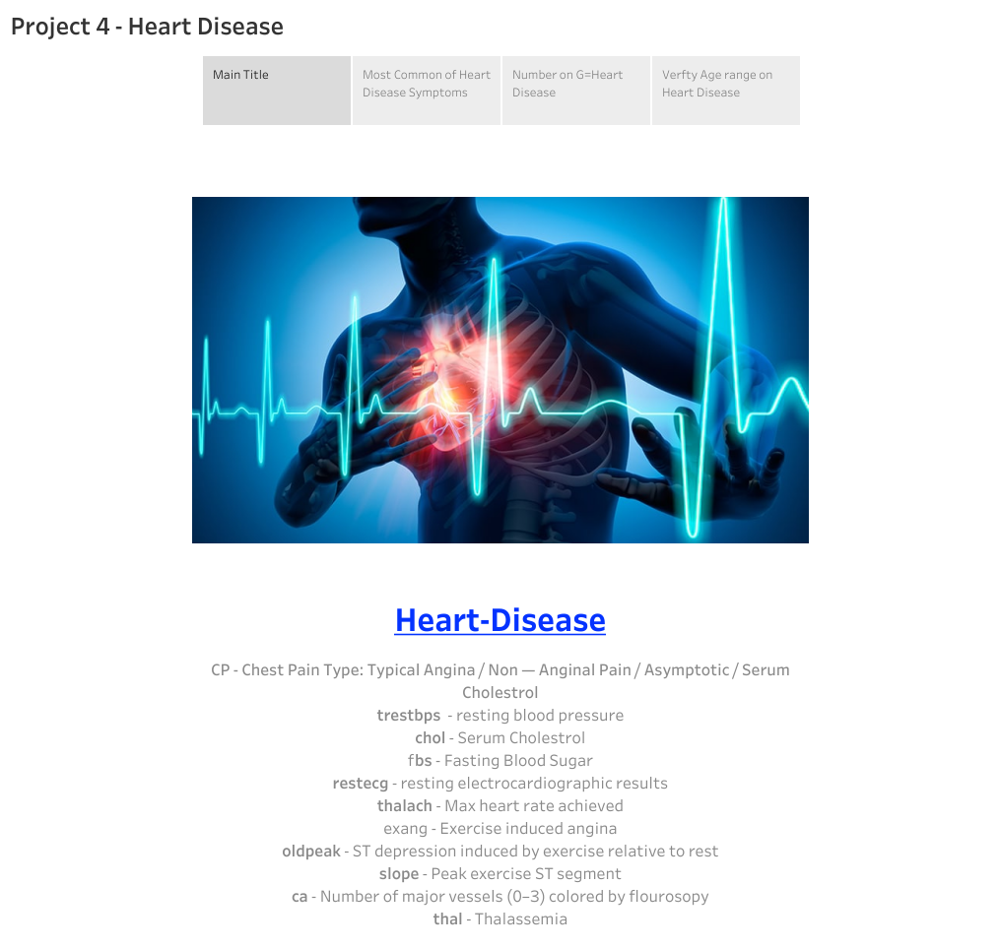 Project 4 - Heart Disease
Main Title
Most Common of Heart
Disease Symptoms
Number on G=Heart
Disease
Verfty Age range on
Heart Disease
Heart-Disease
CP - Chest Pain Type: Typical Angina / Non — Anginal Pain / Asymptotic / Serum
Cholestrol
trestbps - resting blood pressure
chol - Serum Cholestrol
fbs - Fasting Blood Sugar
restecg - resting electrocardiographic results
thalach - Max heart rate achieved
exang - Exercise induced angina
oldpeak - ST depression induced by exercise relative to rest
slope - Peak exercise ST segment
ca - Number of major vessels (0–3) colored by flourosopy
thal - Thalassemia